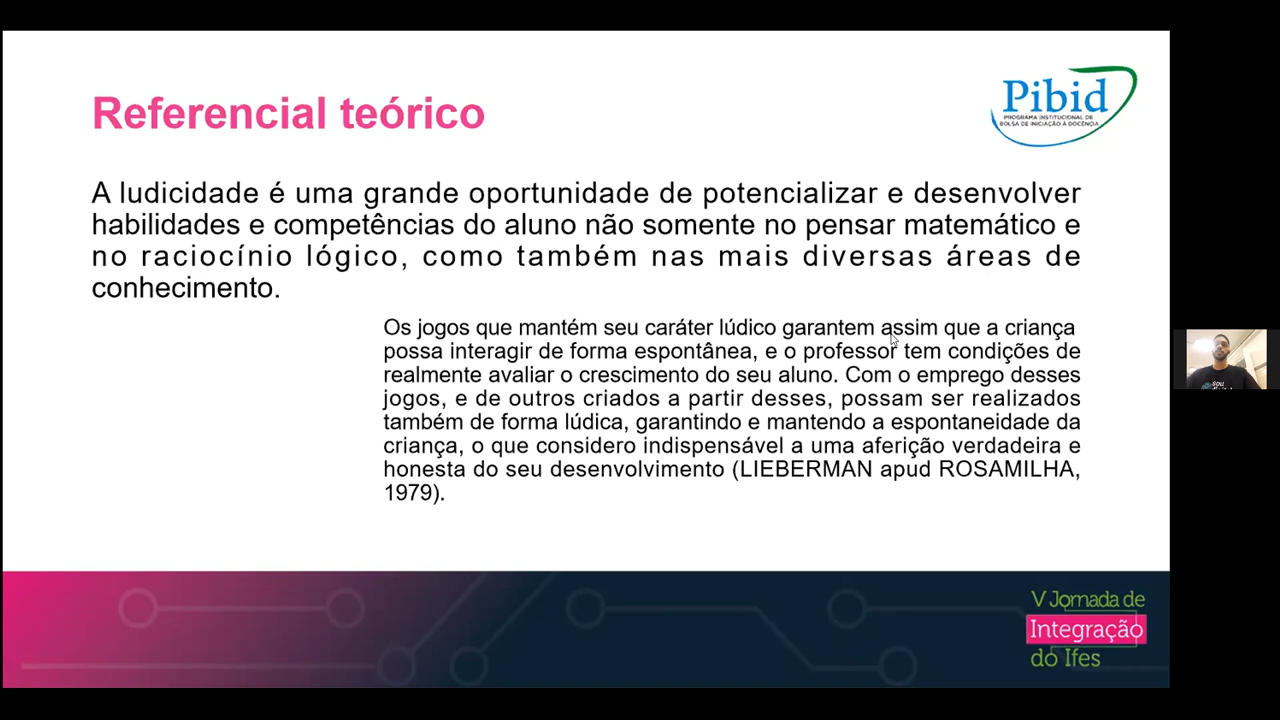 Referencial teórico
Pibid
PROGRAMA INSTITUCIONAL DE
BOLSA DE INICIAÇÃO À DOCÊNCIA
A ludicidade é uma grande oportunidade de potencializar e desenvolver
habilidades e competências do aluno não somente no pensar matemático e
no raciocínio lógico, como também nas mais diversas áreas de
conhecimento.
Os jogos que mantém seu caráter lúdico garantem assim que a criança
possa interagir de forma espontânea, e o professor tem condições de
realmente avaliar o crescimento do seu aluno. Com o emprego desses
jogos, e de outros criados a partir desses, possam ser realizados
também de forma lúdica, garantindo e mantendo a espontaneidade da
criança, o que considero indispensável a uma aferição verdadeira e
honesta do seu desenvolvimento (LIEBERMAN apud ROSAMILHA,
1979).
V Jornada de
Integração
do Ifes
sou